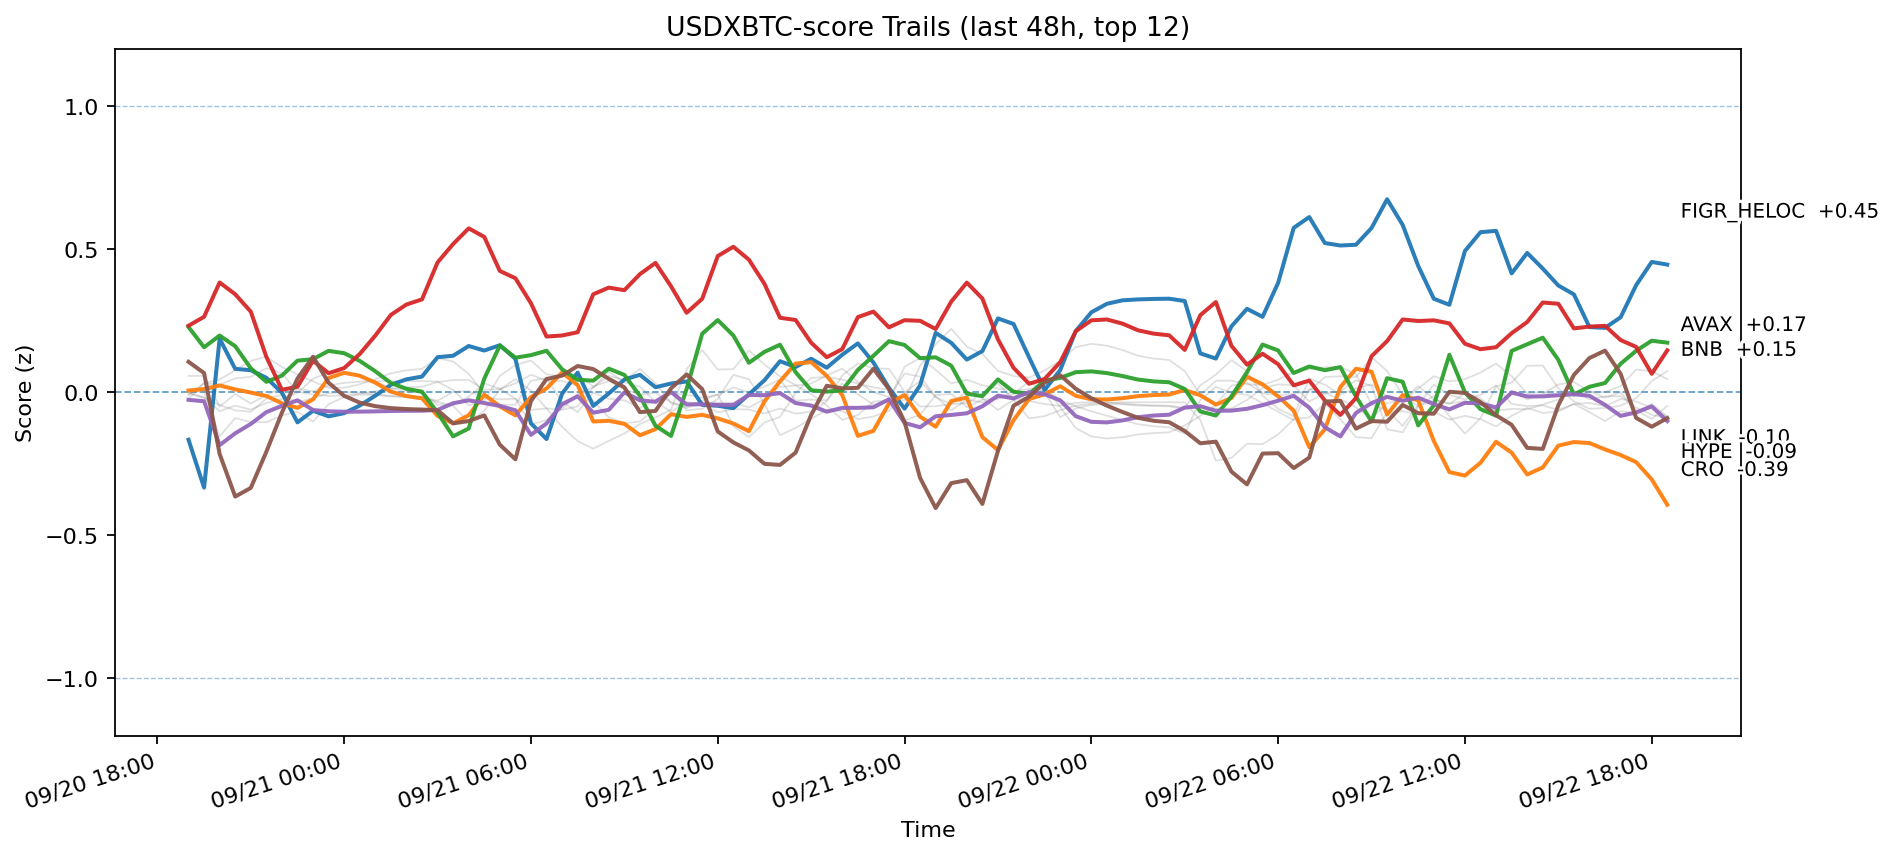 USDXBTC-score Trails (last 48h, top 12)
Score (z)
1.0
0.5
0.0
−0.5
−1.0
FIGR_HELOC +0.45
AVAX +0.17
BNB +0.15
LINK -0.10
HYPE -0.09
CRO -0.39
09/20 18:00
09/21 00:00
09/21 06:00
09/21 12:00
09/21 18:00
09/22 00:00
09/22 06:00
09/22 12:00
09/22 18:00
Time